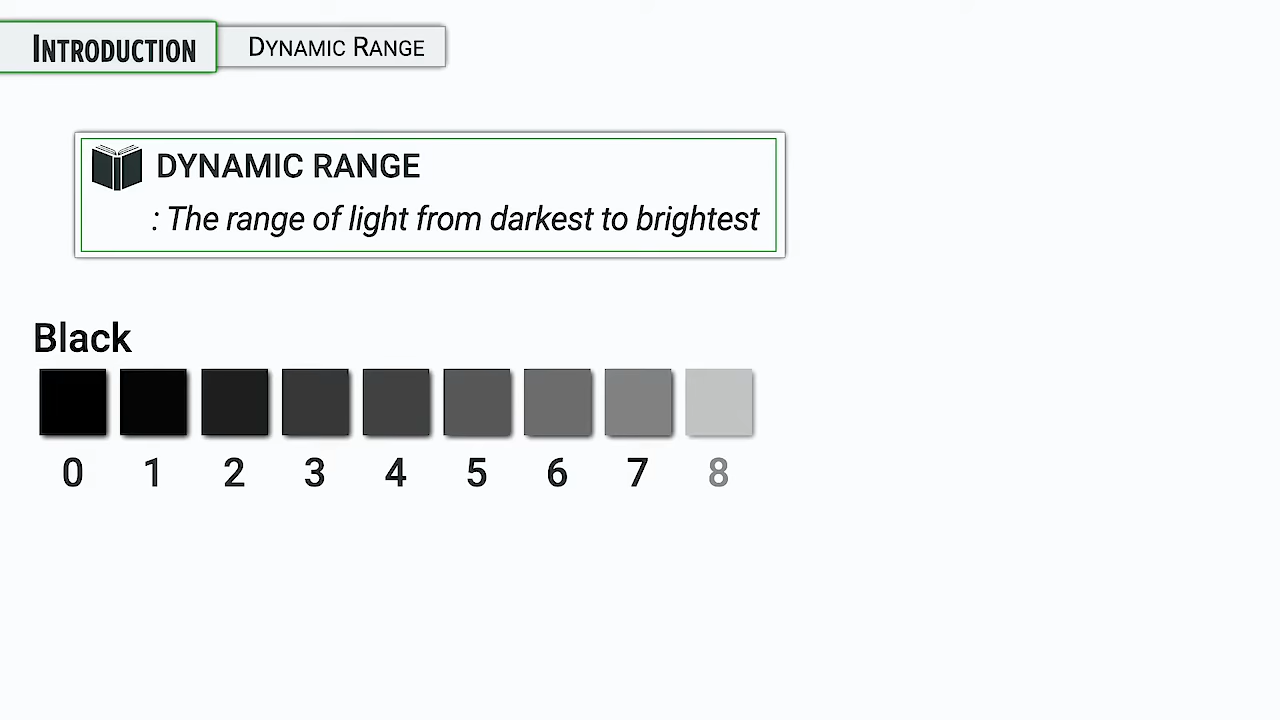 INTRODUCTION DYNAMIC RANGE
DYNAMIC RANGE
: The range of light from darkest to brightest
Black
0 1 2 3 4 5 6 7 8